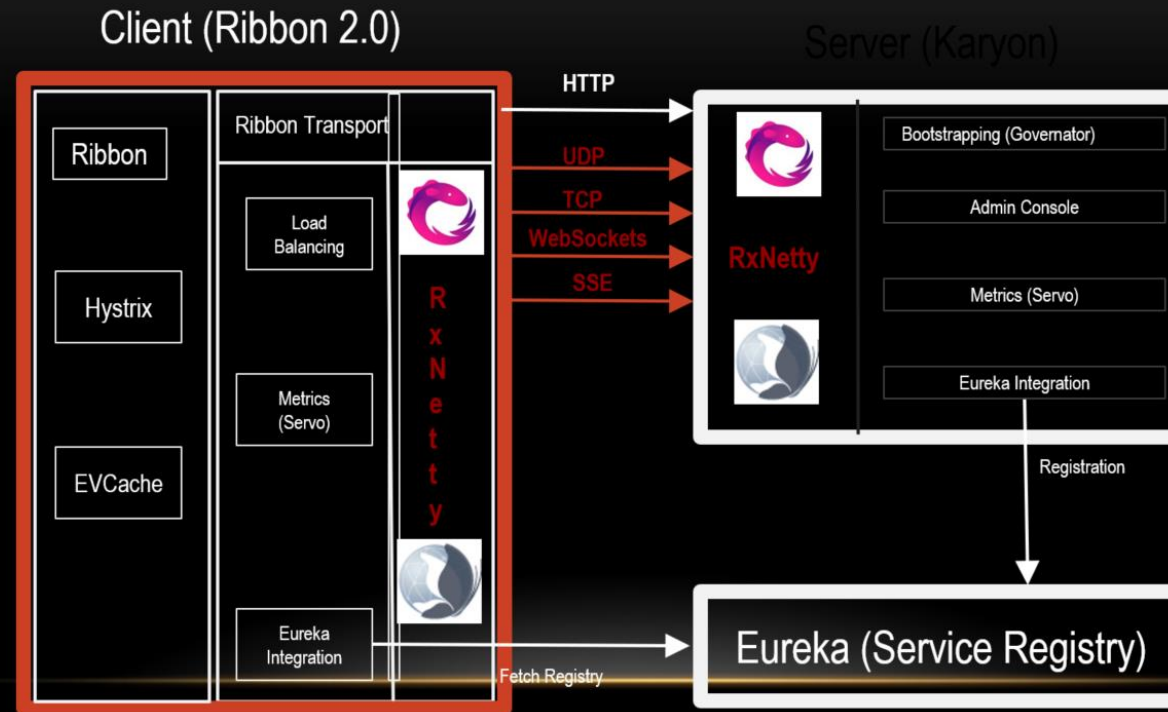 Client (Ribbon 2.0)
Server (Karyon)
Ribbon
Hystrix
EVCache
Ribbon Transport
Load
Balancing
Metrics
(Servo)
Eureka
Integration
R
x
N
e
t
t
y
HTTP
UDP
TCP
WebSockets
SSE
RxNetty
Bootstrapping (Governator)
Admin Console
Metrics (Servo)
Eureka Integration
Registration
Fetch Registry
Eureka (Service Registry)